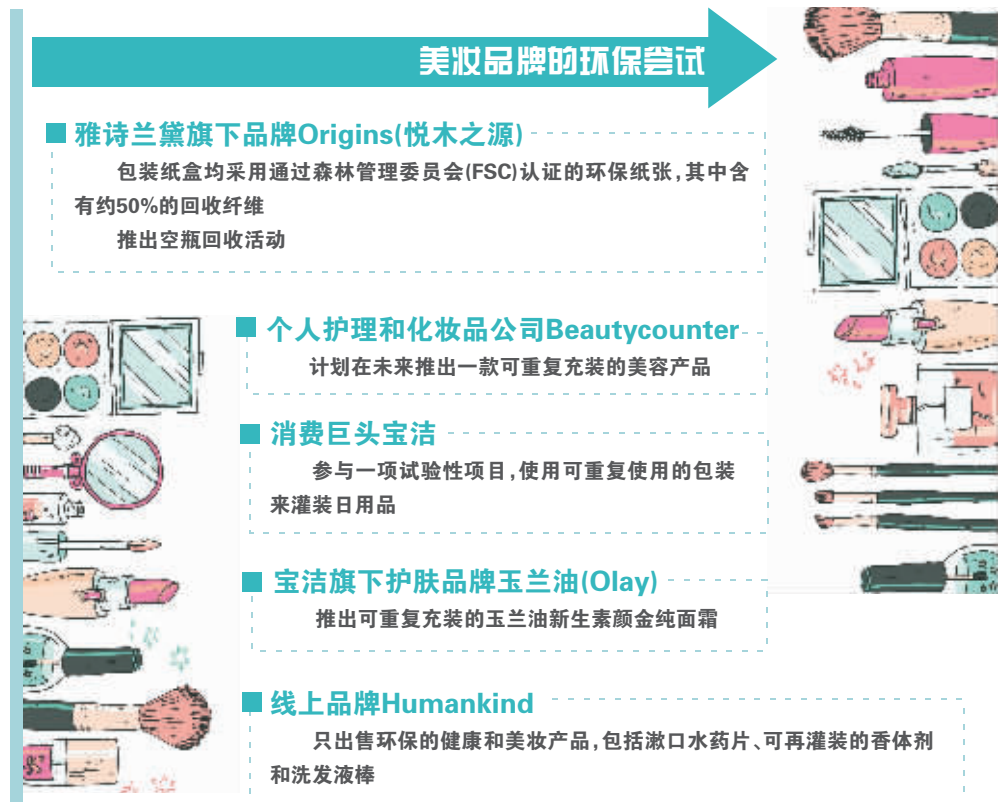 美妆品牌的环保尝试
雅诗兰黛旗下品牌Origins(悦木之源)
包装纸盒均采用通过森林管理委员会(FSC)认证的环保纸张,其中含
有约50%的回收纤维
推出空瓶回收活动
个人护理和化妆品公司Beautycounter
计划在未来推出一款可重复充装的美容产品
消费巨头宝洁
参与一项试验性项目,使用可重复使用的包装
来灌装日用品
宝洁旗下护肤品牌玉兰油(Olay)
推出可重复充装的玉兰油新生素颜金纯面霜
线上品牌Humankind
只出售环保的健康和美妆产品,包括漱口水药片、可再灌装的香体剂
和洗发液棒